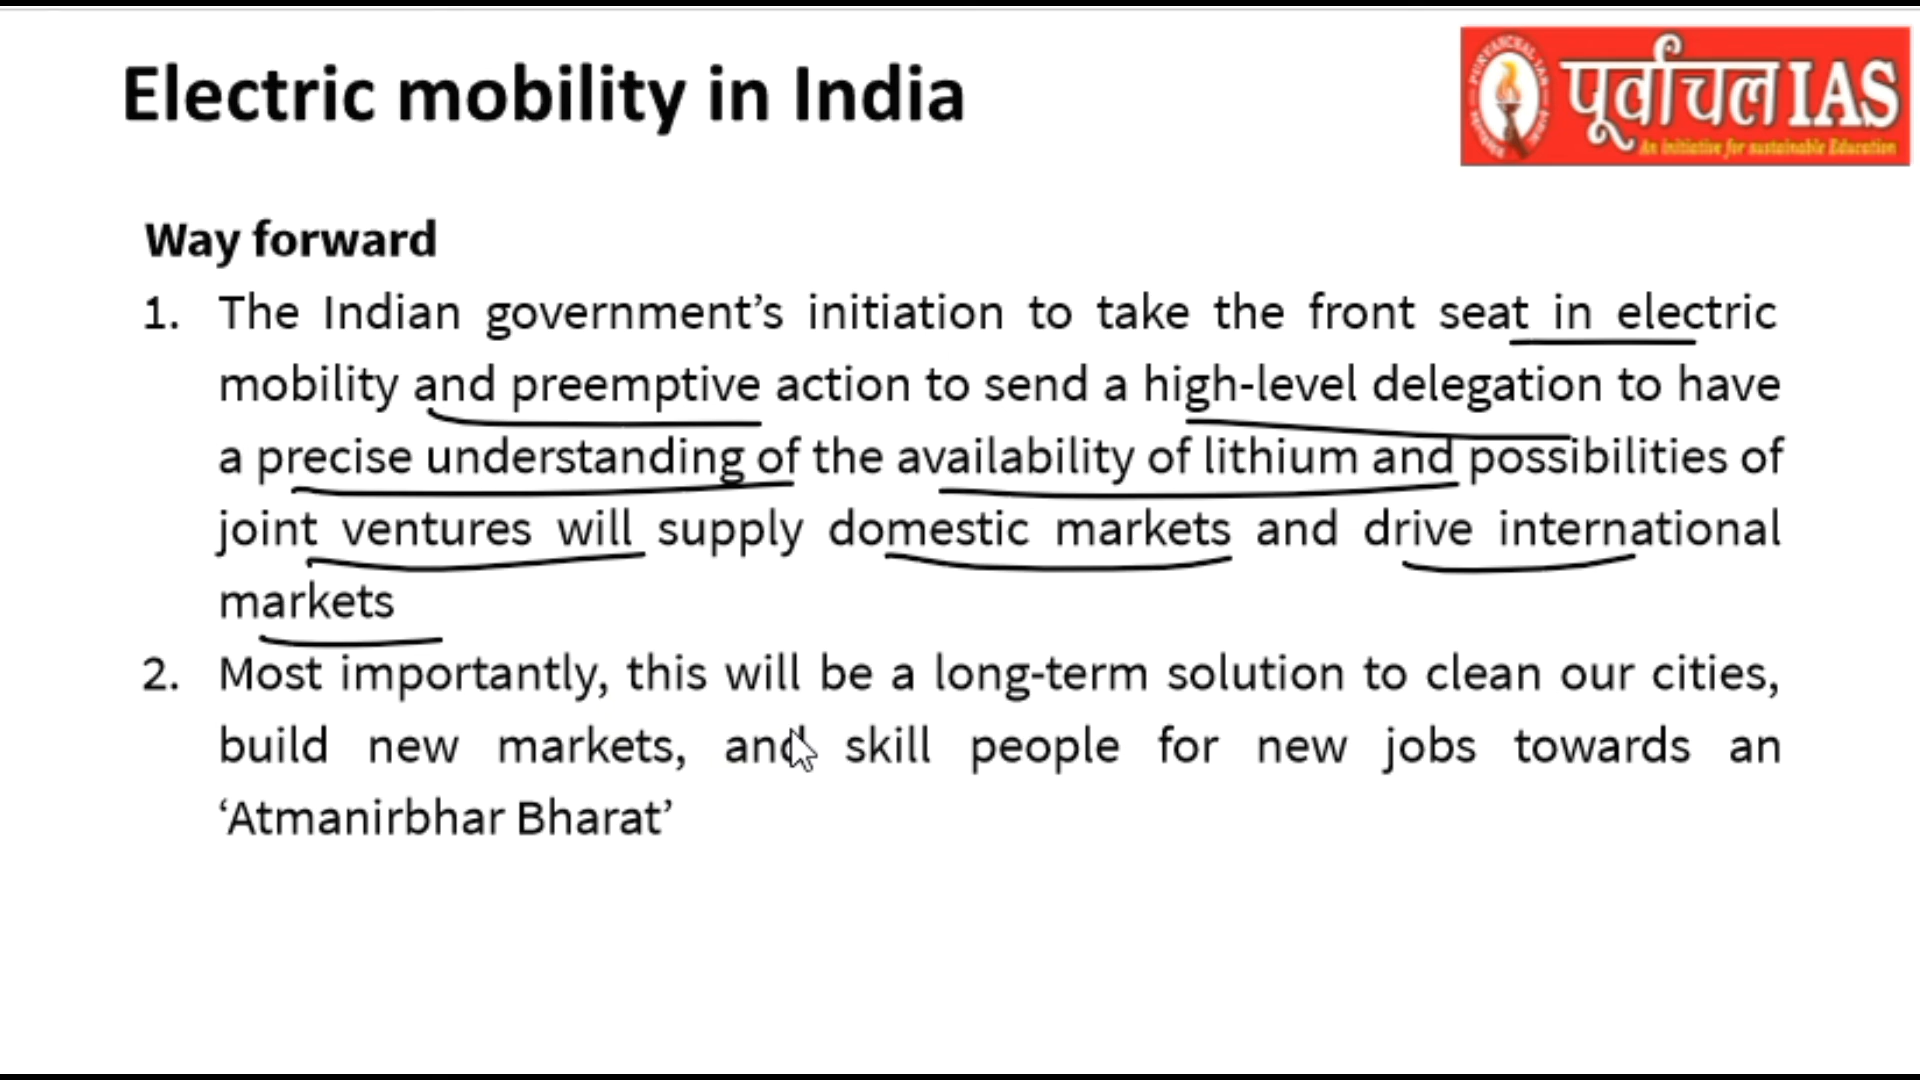 Electric mobility in India
पूर्वांचल IAS
An initiative for sustainable Education
Way forward
1. The Indian government’s initiation to take the front seat in electric
mobility and preemptive action to send a high-level delegation to have
a precise understanding of the availability of lithium and possibilities of
joint ventures will supply domestic markets and drive international
markets
2. Most importantly, this will be a long-term solution to clean our cities,
build new markets, and skill people for new jobs towards an
‘Atmanirbhar Bharat’